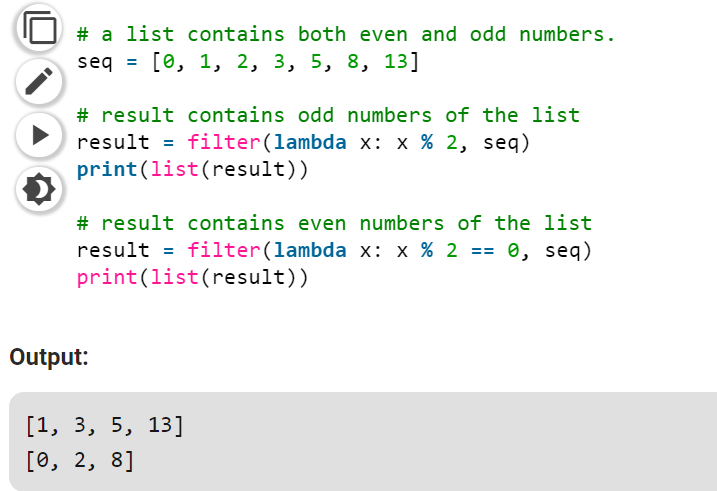 # a list contains both even and odd numbers.
seq = [0, 1, 2, 3, 5, 8, 13]
# result contains odd numbers of the list
result = filter(lambda x: x % 2, seq)
print(list(result))
# result contains even numbers of the list
result = filter(lambda x: x % 2 == 0, seq)
print(list(result))
Output:
[1, 3, 5, 13]
[0, 2, 8]